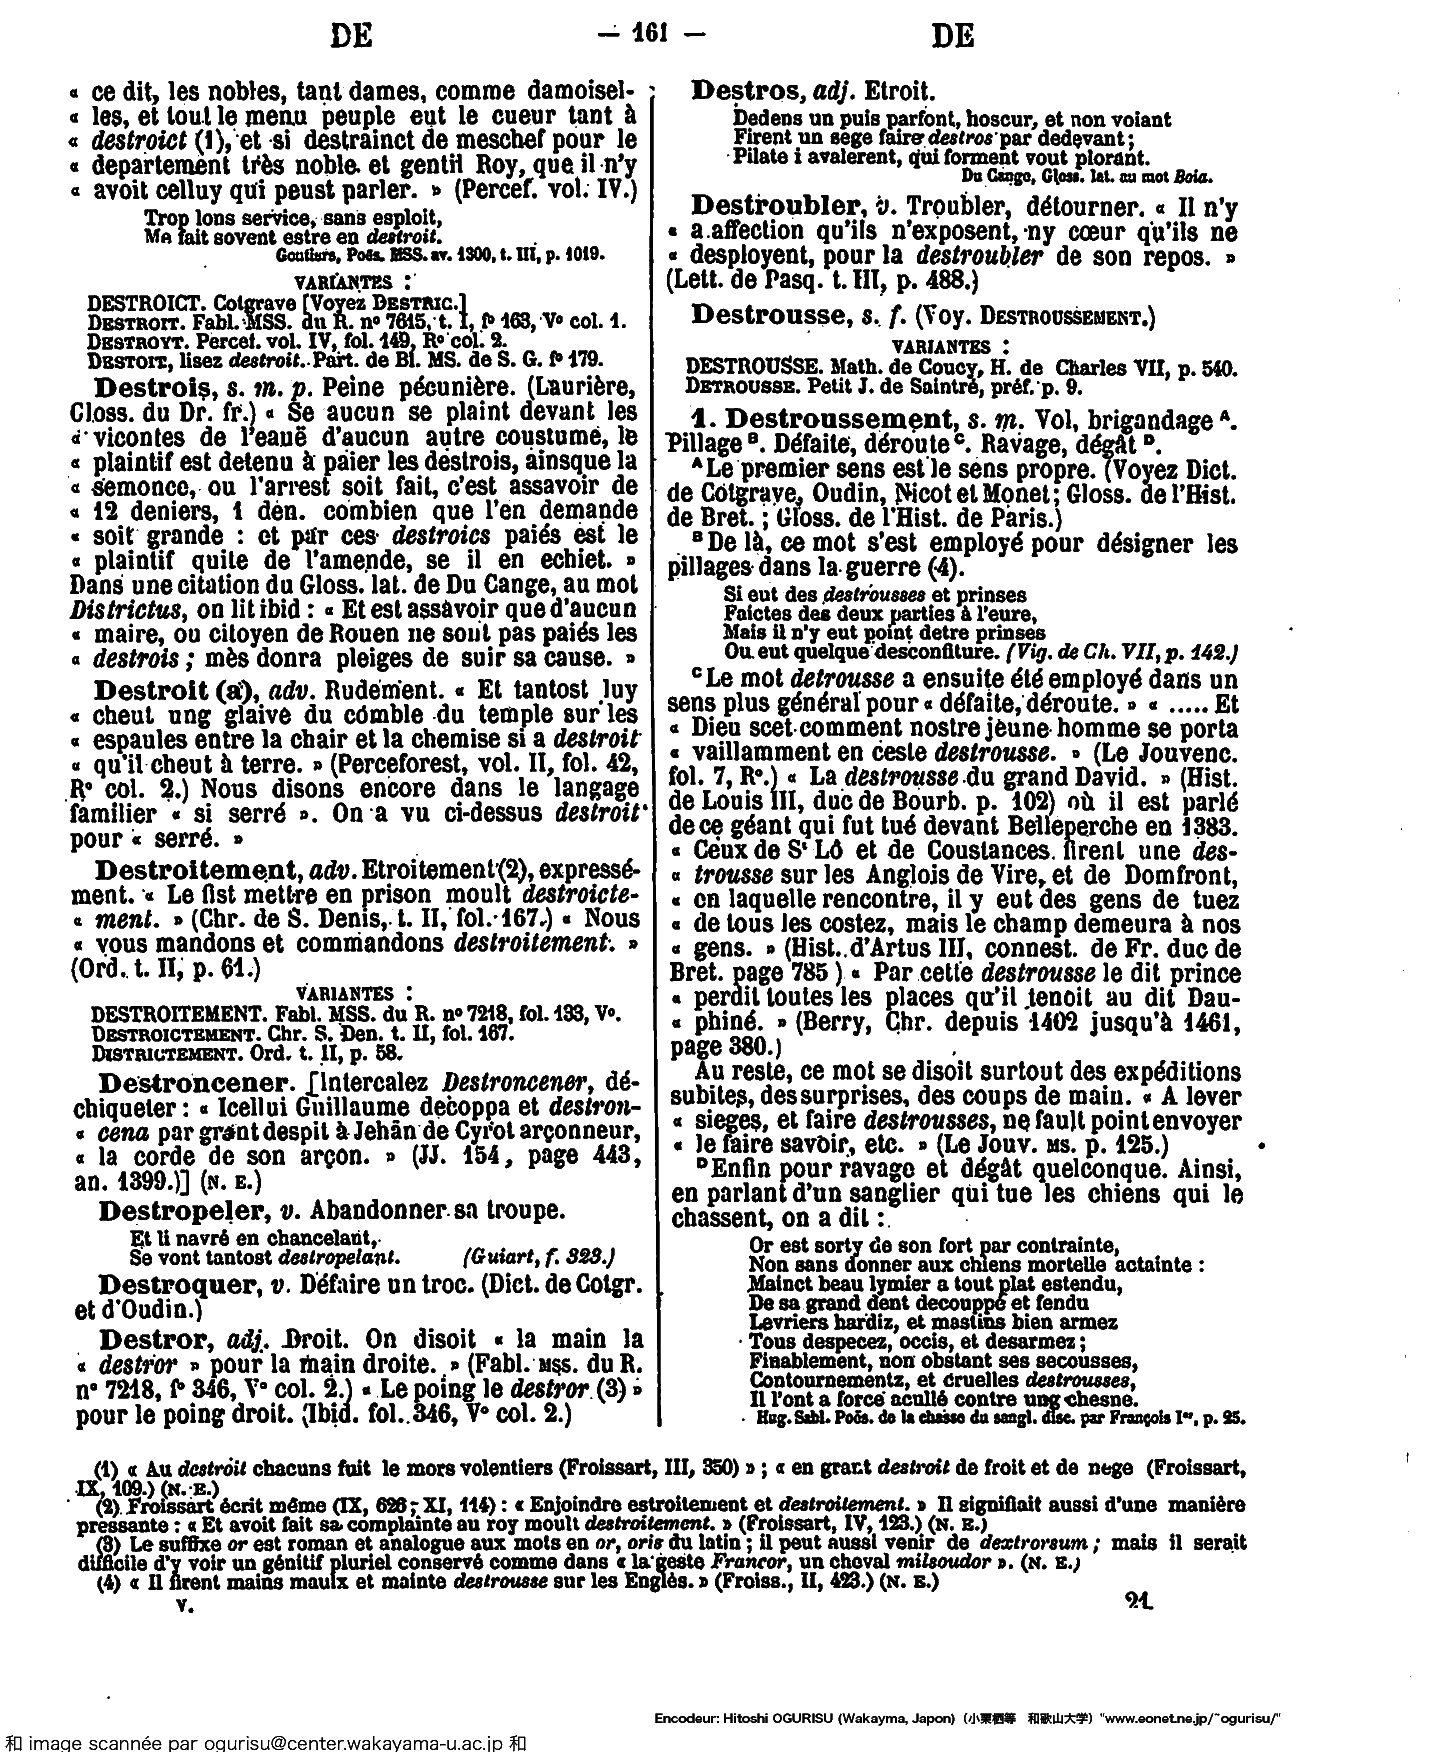 DE
— 161 —
DE
« ce dit, les nobles, tant dames, comme damoisel-
« les, et tout le menu peuple eut le cueur tant à
« destroict (1), et si destrainct de meschef pour le
« departement très noble et gentil Roy, que il n'y
« avoit celluy qui peust parler. » (Percef. vol. IV.)
Trop lons service, sans esploit,
Me fait sovent estre en destroit.
Goutiers, Poës. MSS. av. 1300, t. III, p. 1019.
VARIANTES :
DESTROICT. Cotgrave [Voyez DESTRIC.]
DESTROIT. Fabl. MSS. du R. nº 7615, t. I, fº 163, Vº col. 1.
DESTROYT. Percef. vol. IV, fol. 149, Rº col. 2.
DESTOIT, lisez destroit. Part. de Bl. MS. de S. G. fº 179.
Destrois, s. m. p. Peine pécunière. (Laurière,
Gloss. du Dr. fr.) « Se aucun se plaint devant les
« vicontes de l'eauë d'aucun autre coustume, le
« plaintif est detenu à paier les destrois, ainsque la
« semonce, ou l'arrest soit fait, c'est assavoir de
« 12 deniers, 1 den. combien que l'en demande
« soit grande : et par ces destroics paiés est le
« plaintif quite de l'amende, se il en echiet. »
Dans une citation du Gloss. lat. de Du Cange, au mot
Districtus, on lit ibid : « Et est assavoir que d'aucun
« maire, ou citoyen de Rouen ne sont pas paiés les
« destrois ; mès donra pleiges de suir sa cause. »
Destroit (a), adv. Rudement. « Et tantost luy
« cheut ung glaive du comble du temple sur les
« espaules entre la chair et la chemise si a destroit
« qu'il cheut à terre. » (Perceforest, vol. II, fol. 42,
Rº col. 2.) Nous disons encore dans le langage
familier « si serré ». On a vu ci-dessus destroit
pour « serré. »
Destroitement, adv. Etroitement (2), expressé-
ment. « Le fist mettre en prison moult destroicte-
« ment. » (Chr. de S. Denis, t. II, fol. 167.) « Nous
« vous mandons et commandons destroitement. »
(Ord. t. II, p. 61.)
VARIANTES :
DESTROITEMENT. Fabl. MSS. du R. nº 7218, fol. 133, Vº.
DESTROICTEMENT. Chr. S. Den. t. II, fol. 167.
DISTRICTEMENT. Ord. t. II, p. 58.
Destroncener. [Intercalez Destroncener, dé-
chiqueter : « Icellui Guillaume decoppa et destron-
« cena par grant despit à Jehan de Cyrot arçonneur,
« la corde de son arçon. » (JJ. 154, page 443,
an. 1399.)] (N. E.)
Destropeler, v. Abandonner sa troupe.
Et li navré en chancelant,
Se vont tantost destropelant. (Guiart, f. 323.)
Destroquer, v. Défaire un troc. (Dict. de Cotgr.
et d'Oudin.)
Destror, adj. Droit. On disoit « la main la
« destror » pour la main droite. » (Fabl. MSS. du R.
nº 7218, fº 346, Vº col. 2.) « Le poing le destror (3) »
pour le poing droit. (Ibid. fol. 346, Vº col. 2.)
Destros, adj. Etroit.
Dedens un puis parfont, hoscur, et non voiant
Firent un sege faire destros par dedevant ;
Pilate i avalerent, qui forment vout plorant.
Du Cange, Gloss. lat. au mot Boia.
Destroubler, v. Troubler, détourner. « Il n'y
« a affection qu'ils n'exposent, ny cœur qu'ils ne
« desployent, pour la destroubler de son repos. »
(Lett. de Pasq. t. III, p. 488.)
Destrousse, s. f. (Voy. DESTROUSSEMENT.)
VARIANTES :
DESTROUSSE. Math. de Coucy, H. de Charles VII, p. 540.
DETROUSSE. Petit J. de Saintré, préf. p. 9.
1. Destroussement, s. m. Vol, brigandage A.
Pillage B. Défaite, déroute C. Ravage, dégât D.
A Le premier sens est le sens propre. (Voyez Dict.
de Cotgrave, Oudin, Nicot et Monet ; Gloss. de l'Hist.
de Bret. ; Gloss. de l'Hist. de Paris.)
B De là, ce mot s'est employé pour désigner les
pillages dans la guerre (4).
Si eut des destrousses et prinses
Faictes des deux parties à l'eure,
Mais il n'y eut point detre prinses
Ou eut quelque desconfiture. (Vig. de Ch. VII, p. 142.)
C Le mot detrousse a ensuite été employé dans un
sens plus général pour « défaite, déroute. » « ..... Et
« Dieu scet comment nostre jeune homme se porta
« vaillamment en ceste destrousse. » (Le Jouvenc.
fol. 7, Rº.) « La destrousse du grand David. » (Hist.
de Louis III, duc de Bourb. p. 102) où il est parlé
de ce géant qui fut tué devant Belleperche en 1383.
« Ceux de St Lô et de Coustances firent une des-
« trousse sur les Anglois de Vire, et de Domfront,
« en laquelle rencontre, il y eut des gens de tuez
« de tous les costez, mais le champ demeura à nos
« gens. » (Hist. d'Artus III, connest. de Fr. duc de
Bret. page 785 ) « Par cette destrousse le dit prince
« perdit toutes les places qu'il tenoit au dit Dau-
« phiné. » (Berry, Chr. depuis 1402 jusqu'à 1461,
page 380.)
Au reste, ce mot se disoit surtout des expéditions
subites, des surprises, des coups de main. « A lever
« sieges, et faire destrousses, ne fault point envoyer
« le faire savoir, etc. » (Le Jouv. MS. p. 125.)
D Enfin pour ravage et dégât quelconque. Ainsi,
en parlant d'un sanglier qui tue les chiens qui le
chassent, on a dit :
Or est sorty de son fort par contrainte,
Non sans donner aux chiens mortelle actainte :
Mainct beau lymier a tout plat estendu,
De sa grand dent decouppé et fendu
Levriers hardiz, et mastins bien armez
Tous despecez, occis, et desarmez ;
Finablement, non obstant ses secousses,
Contournementz, et cruelles destrousses,
Il l'ont a force acullé contre ung chesne.
Hug. Sabl. Poës. de la chasse du sangl. disc. par François Ier, p. 25.
(1) « Au destroit chacuns fuit le mors volentiers (Froissart, III, 350) » ; « en grant destroit de froit et de nege (Froissart,
IX, 109.) (N. E.)
(2) Froissart écrit même (IX, 626 ; XI, 114) : « Enjoindre estroitement et destroitement. » Il signifiait aussi d'une manière
pressante : « Et avoit fait sa complainte au roy moult destroitement. » (Froissart, IV, 123.) (N. E.)
(3) Le suffixe or est roman et analogue aux mots en or, oris du latin ; il peut aussi venir de dextrorsum ; mais il serait
difficile d'y voir un génitif pluriel conservé comme dans « la geste Francor, un cheval milsoudor ». (N. E.)
(4) « Il firent mains maulx et mainte destrousse sur les Englès. » (Froiss., II, 423.) (N. E.)
V.
21
Encodeur: Hitoshi OGURISU (Wakayma, Japon) (小栗栖等 和歌山大学) "www.eonet.ne.jp/~ogurisu/"
和 image scannée par ogurisu@center.wakayama-u.ac.jp 和